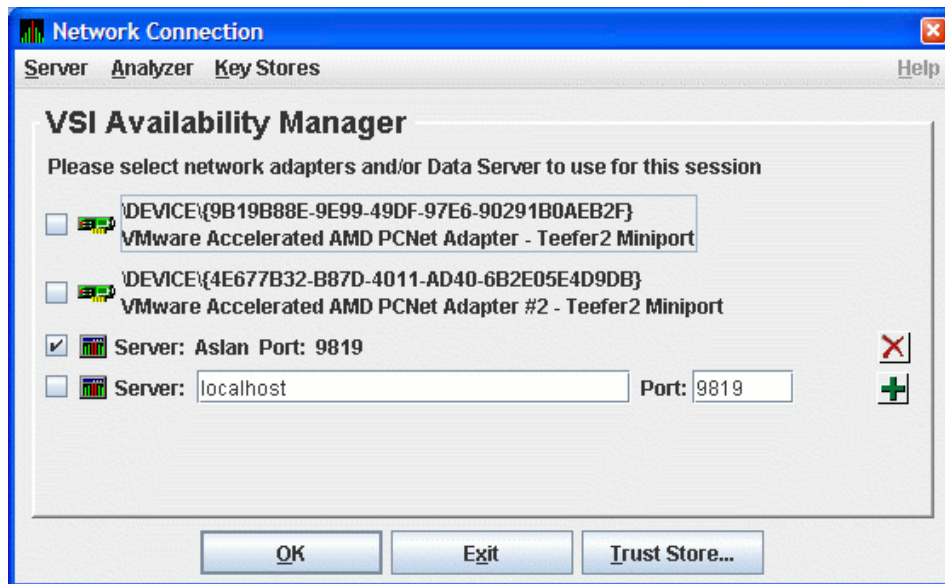 Network Connection
Server Analyzer Key Stores Help
VSI Availability Manager
Please select network adapters and/or Data Server to use for this session
\DEVICE\{9B19B88E-9E99-49DF-97E6-90291B0AEB2F}
VMware Accelerated AMD PCNet Adapter - Teefer2 Miniport
\DEVICE\{4E677B32-B87D-4011-AD40-6B2E05E4D9DB}
VMware Accelerated AMD PCNet Adapter #2 - Teefer2 Miniport
Server: Aslan Port: 9819
Server: localhost Port: 9819
OK Exit Trust Store...